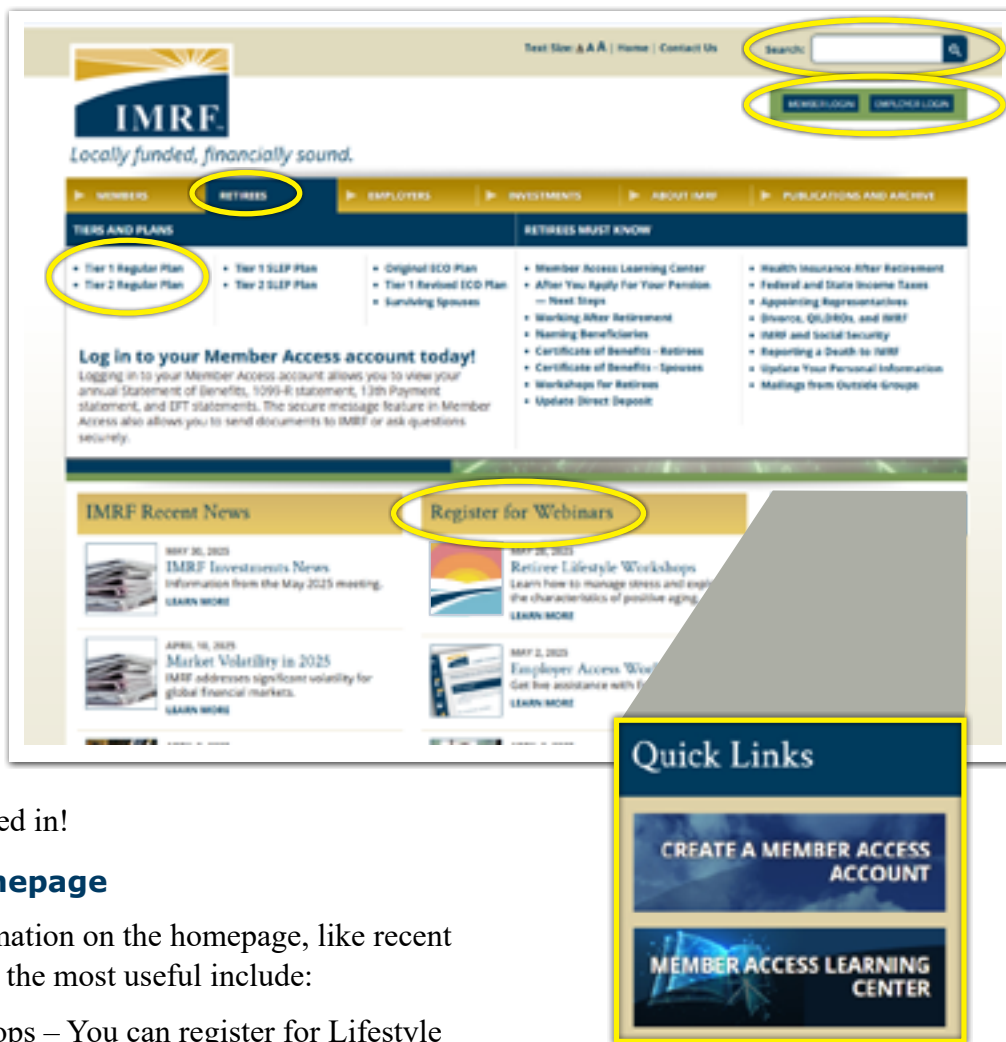 Text Size: A A A | Home | Contact Us
Search:
MEMBER LOGIN EMPLOYER LOGIN
IMRF
Locally funded, financially sound.
MEMBERS RETIREES EMPLOYERS INVESTMENTS ABOUT IMRF PUBLICATIONS AND ARCHIVE
TIERS AND PLANS
• Tier 1 Regular Plan
• Tier 2 Regular Plan
• Tier 1 SLEP Plan
• Tier 2 SLEP Plan
• Original ECO Plan
• Tier 1 Revised ECO Plan
• Surviving Spouses
Log in to your Member Access account today!
Logging in to your Member Access account allows you to view your
annual Statement of Benefits, 1099-R statement, 13th Payment
statement, and EFT statements. The secure message feature in Member
Access also allows you to send documents to IMRF or ask questions
securely.
RETIREES MUST KNOW
• Member Access Learning Center
• After You Apply For Your Pension
— Next Steps
• Working After Retirement
• Naming Beneficiaries
• Certificate of Benefits - Retirees
• Certificate of Benefits - Spouses
• Workshops for Retirees
• Update Direct Deposit
• Health Insurance After Retirement
• Federal and State Income Taxes
• Appointing Representatives
• Divorce, QILDROs, and IMRF
• IMRF and Social Security
• Reporting a Death to IMRF
• Update Your Personal Information
• Mailings from Outside Groups
IMRF Recent News
MAY 30, 2025
IMRF Investments News
Information from the May 2025 meeting.
LEARN MORE
APRIL 10, 2025
Market Volatility in 2025
IMRF addresses significant volatility for
global financial markets.
LEARN MORE
Register for Webinars
MAY 28, 2025
Retiree Lifestyle Workshops
Learn how to manage stress and
the characteristics of positive aging.
LEARN MORE
MAY 2, 2025
Employer Access
Get live assistance with
LEARN MORE
Quick Links
CREATE A MEMBER ACCESS
ACCOUNT
MEMBER ACCESS LEARNING
CENTER
ed in!
mepage
mation on the homepage, like recent
the most useful include:
ops – You can register for Lifestyle